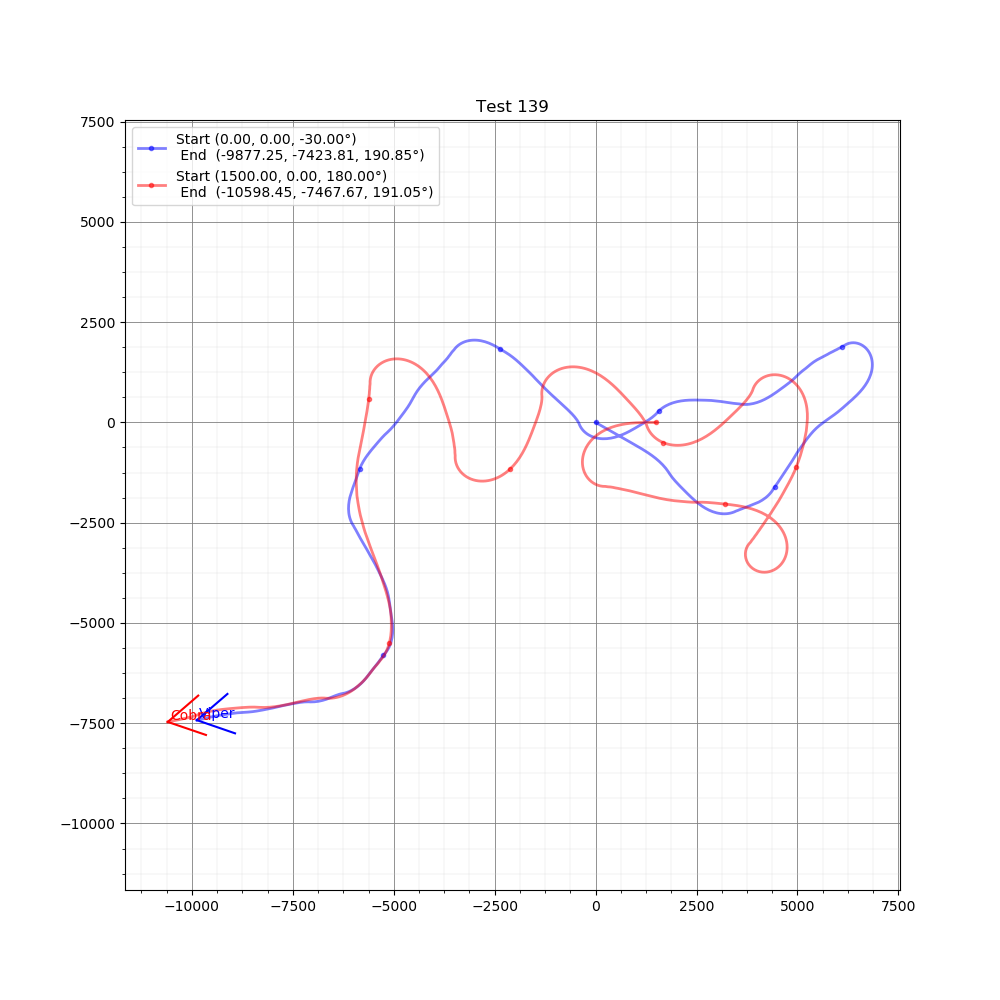 Test 139
Start (0.00, 0.00, -30.00°)
End (-9877.25, -7423.81, 190.85°)
Start (1500.00, 0.00, 180.00°)
End (-10598.45, -7467.67, 191.05°)
7500
5000
2500
0
−2500
−5000
−7500
−10000
Cobra
Viper
−10000 −7500 −5000 −2500 0 2500 5000 7500